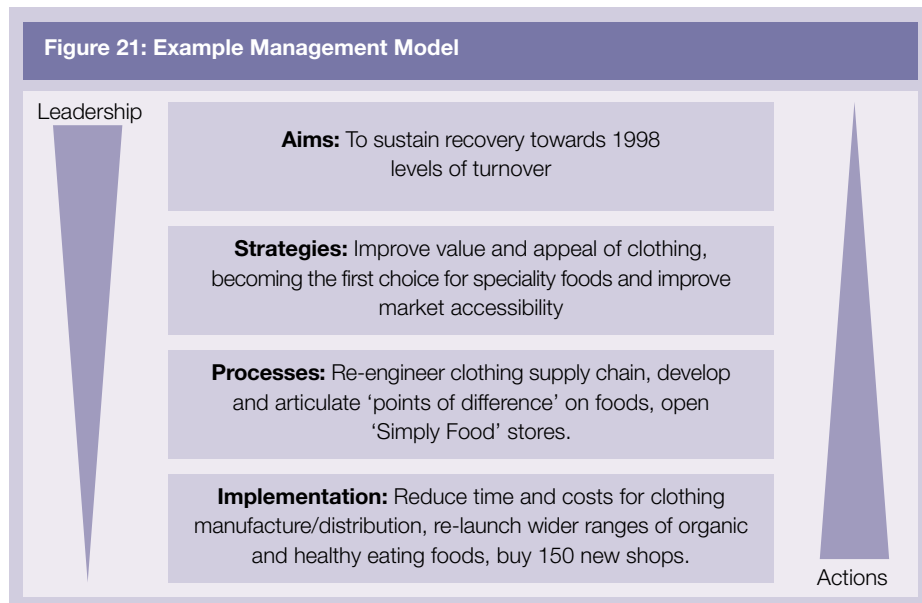 Figure 21: Example Management Model
Leadership
Aims: To sustain recovery towards 1998
levels of turnover
Strategies: Improve value and appeal of clothing,
becoming the first choice for speciality foods and improve
market accessibility
Processes: Re-engineer clothing supply chain, develop
and articulate ‘points of difference’ on foods, open
‘Simply Food’ stores.
Implementation: Reduce time and costs for clothing
manufacture/distribution, re-launch wider ranges of organic
and healthy eating foods, buy 150 new shops.
Actions